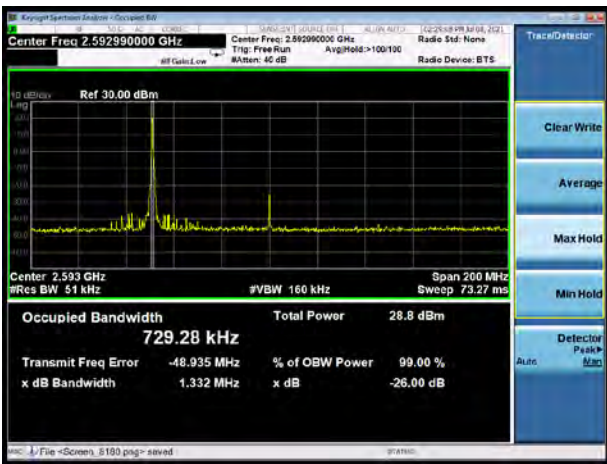 Keysight Spectrum Analyzer - Occupied BW
Center Freq 2.592990000 GHz
Center Freq: 2.592990000 GHz
Radio Std: None
Trig: Free Run
Avg|Hold:>100/100
#IFGain:Low
#Atten: 40 dB
Radio Device: BTS
Trace/Detector
10 dB/div
Ref 30.00 dBm
Log
Clear Write
Average
Max Hold
Min Hold
Center 2.593 GHz
Span 200 MHz
#Res BW 51 kHz
#VBW 160 kHz
Sweep 73.27 ms
Occupied Bandwidth
Total Power
28.8 dBm
729.28 kHz
Transmit Freq Error
-48.935 MHz
% of OBW Power
99.00 %
x dB Bandwidth
1.332 MHz
x dB
-26.00 dB
Detector
Peak
Auto
Man
MSG
File <Screen_8180.png> saved
STATUS